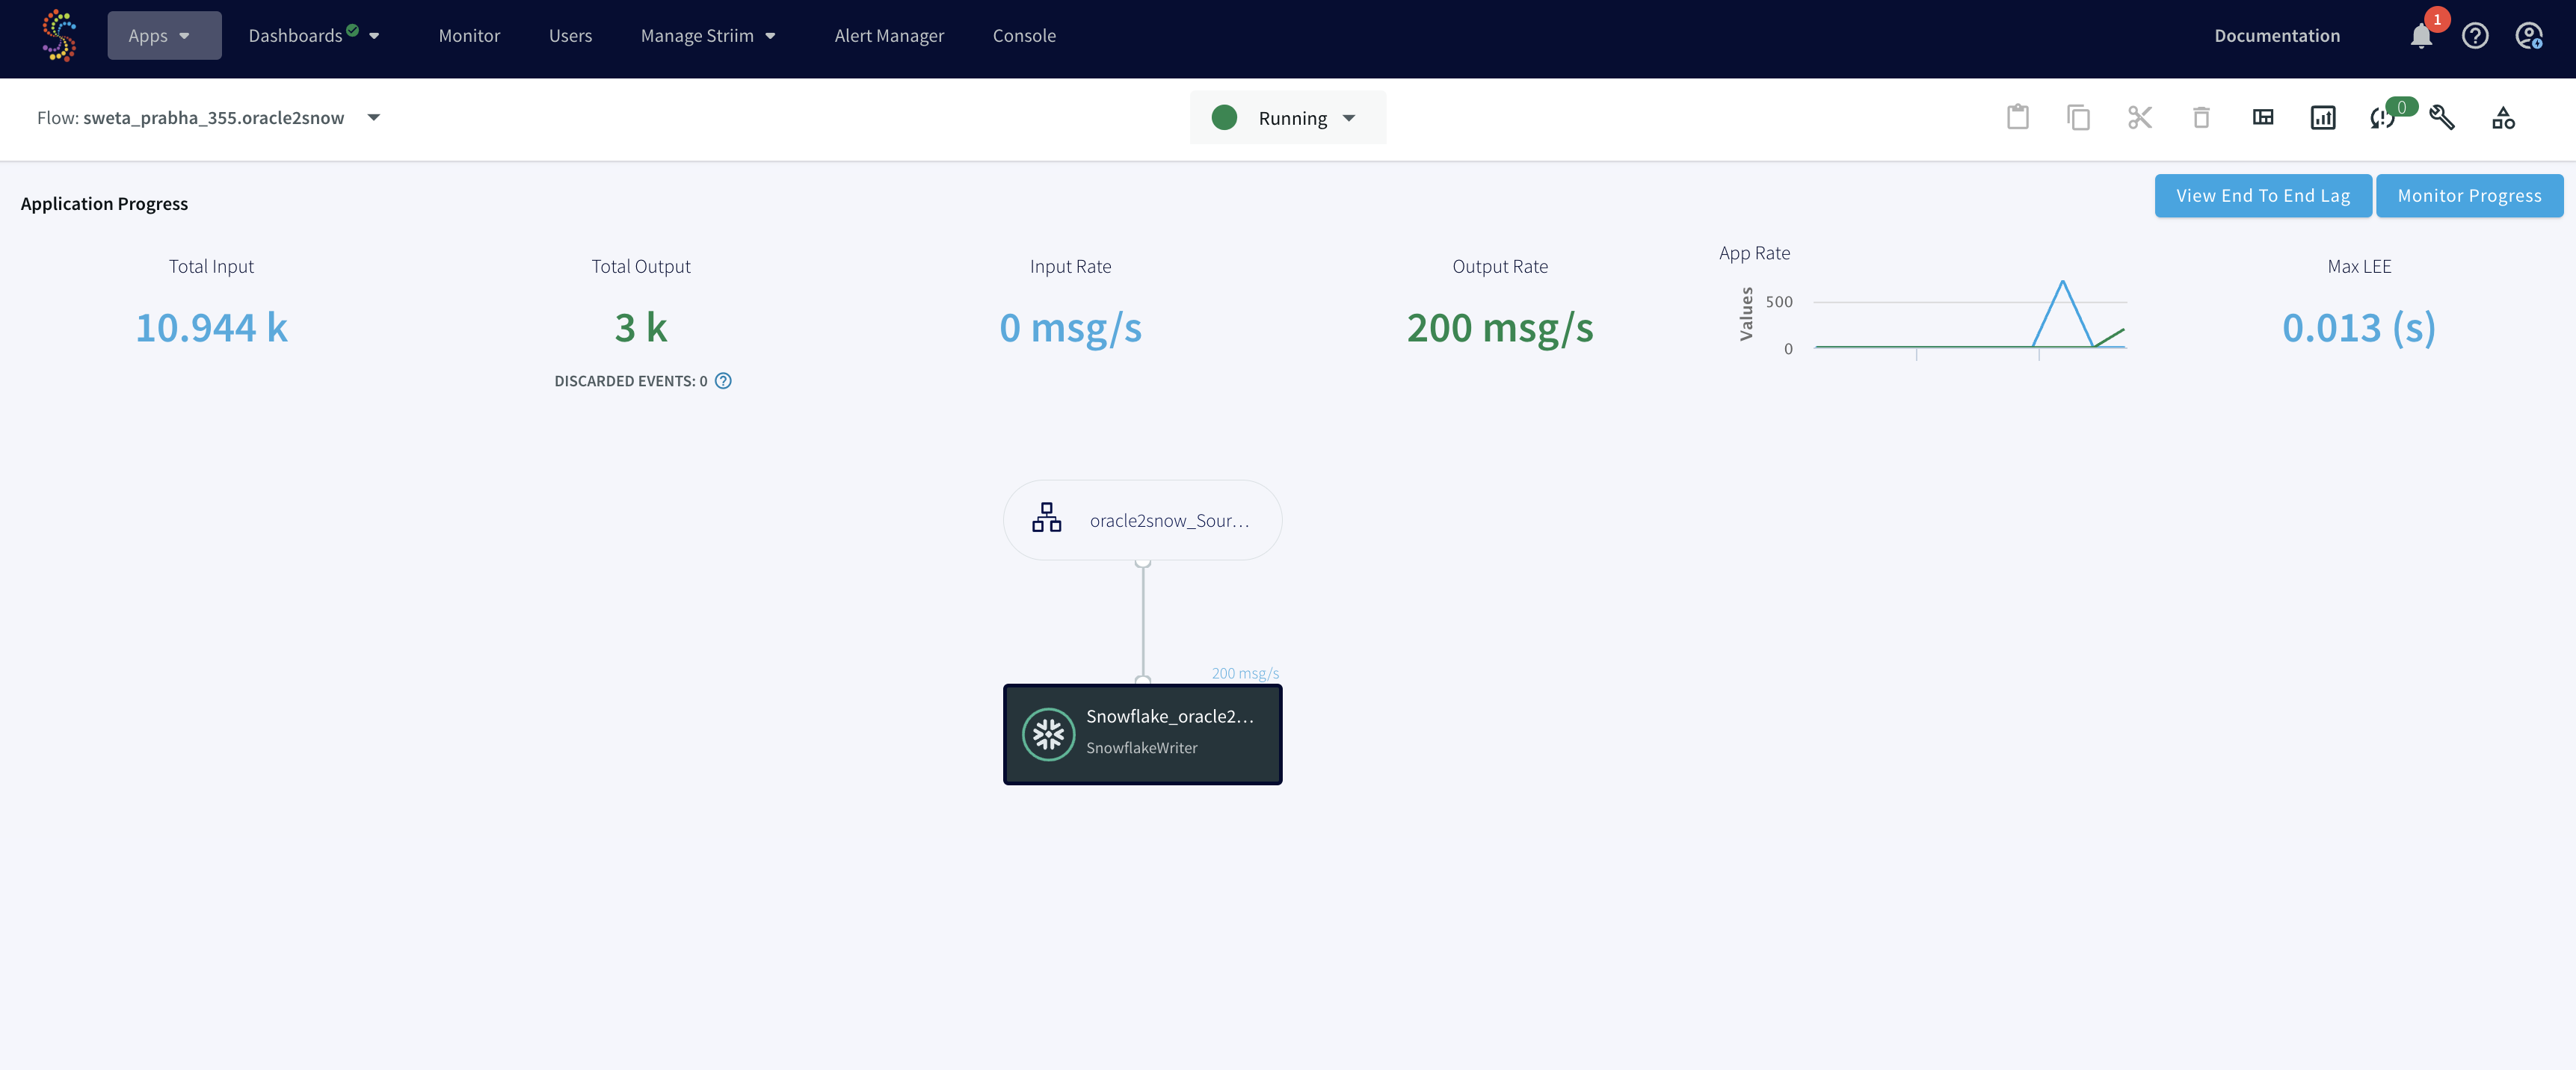 Apps
Dashboards
Monitor
Users
Manage Striim
Alert Manager
Console
Documentation
1
Flow: sweta_prabha_355.oracle2snow
Running
0
Application Progress
View End To End Lag
Monitor Progress
Total Input
10.944 k
Total Output
3 k
DISCARDED EVENTS: 0
Input Rate
0 msg/s
Output Rate
200 msg/s
App Rate
Values
500
0
Max LEE
0.013 (s)
oracle2snow_Sour...
200 msg/s
Snowflake_oracle2...
SnowflakeWriter